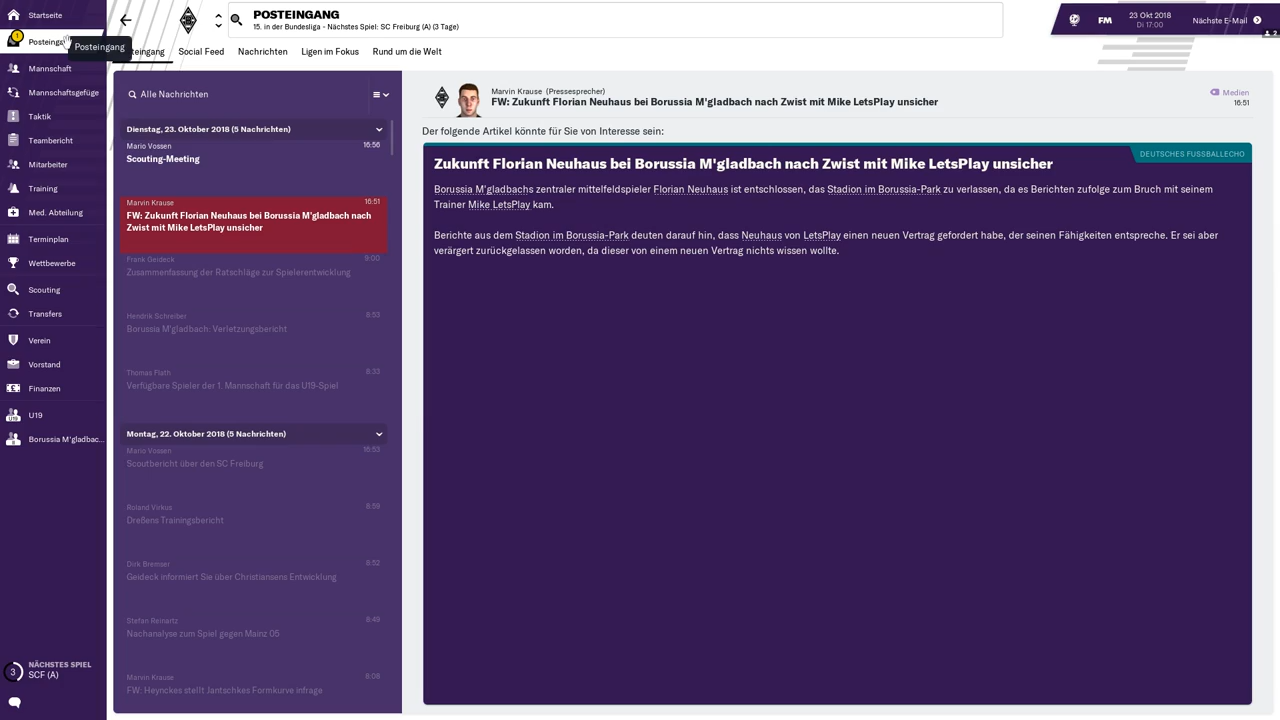 Startseite
Posteinga
Posteingang
Mannschaft
Mannschaftsgefüge
Taktik
Teambericht
Mitarbeiter
Training
Med. Abteilung
Terminplan
Wettbewerbe
Scouting
Transfers
Verein
Vorstand
Finanzen
U19
Borussia M'gladbac...
3
NÄCHSTES SPIEL
SCF (A)
POSTEINGANG
15. in der Bundesliga - Nächstes Spiel: SC Freiburg (A) (3 Tage)
FM
23 Okt 2018
Di 17:00
Nächste E-Mail
2
teingang Social Feed Nachrichten Ligen im Fokus Rund um die Welt
Alle Nachrichten
Dienstag, 23. Oktober 2018 (5 Nachrichten)
Mario Vossen 16:56
Scouting-Meeting
Marvin Krause 16:51
FW: Zukunft Florian Neuhaus bei Borussia M'gladbach nach
Zwist mit Mike LetsPlay unsicher
Frank Geideck 9:00
Zusammenfassung der Ratschläge zur Spielerentwicklung
Hendrik Schreiber 8:53
Borussia M'gladbach: Verletzungsbericht
Thomas Flath 8:33
Verfügbare Spieler der 1. Mannschaft für das U19-Spiel
Montag, 22. Oktober 2018 (5 Nachrichten)
Mario Vossen 16:53
Scoutbericht über den SC Freiburg
Roland Virkus 8:59
Dreßens Trainingsbericht
Dirk Bremser 8:52
Geideck informiert Sie über Christiansens Entwicklung
Stefan Reinartz 8:49
Nachanalyse zum Spiel gegen Mainz 05
Marvin Krause 8:08
FW: Heynckes stellt Jantschkes Formkurve infrage
Marvin Krause (Pressesprecher)
FW: Zukunft Florian Neuhaus bei Borussia M'gladbach nach Zwist mit Mike LetsPlay unsicher
Medien
16:51
Der folgende Artikel könnte für Sie von Interesse sein:
DEUTSCHES FUSSBALLECHO
Zukunft Florian Neuhaus bei Borussia M'gladbach nach Zwist mit Mike LetsPlay unsicher
Borussia M'gladbachs zentraler mittelfeldspieler Florian Neuhaus ist entschlossen, das Stadion im Borussia-Park zu verlassen, da es Berichten zufolge zum Bruch mit seinem
Trainer Mike LetsPlay kam.
Berichte aus dem Stadion im Borussia-Park deuten darauf hin, dass Neuhaus von LetsPlay einen neuen Vertrag gefordert habe, der seinen Fähigkeiten entspreche. Er sei aber
verärgert zurückgelassen worden, da dieser von einem neuen Vertrag nichts wissen wollte.